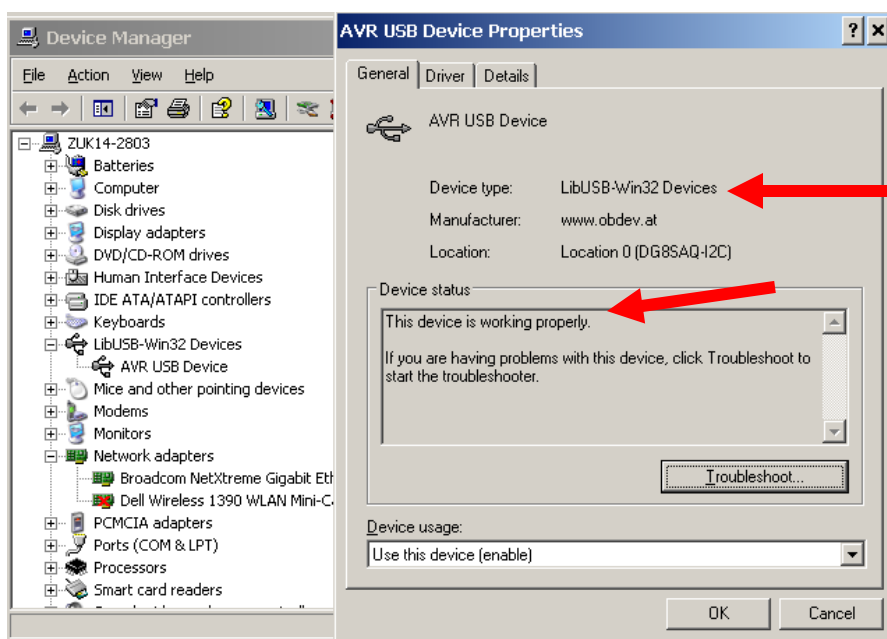 Device Manager
File Action View Help
ZUK14-2803
Batteries
Computer
Disk drives
Display adapters
DVD/CD-ROM drives
Human Interface Devices
IDE ATA/ATAPI controllers
Keyboards
LibUSB-Win32 Devices
AVR USB Device
Mice and other pointing devices
Modems
Monitors
Network adapters
Broadcom NetXtreme Gigabit Et
Dell Wireless 1390 WLAN Mini-C
PCMCIA adapters
Ports (COM & LPT)
Processors
Smart card readers
AVR USB Device Properties
General Driver Details
AVR USB Device
Device type: LibUSB-Win32 Devices
Manufacturer: www.obdev.at
Location: Location 0 (DG8SAQ-I2C)
Device status
This device is working properly.
If you are having problems with this device, click Troubleshoot to
start the troubleshooter.
Troubleshoot...
Device usage:
Use this device (enable)
OK Cancel